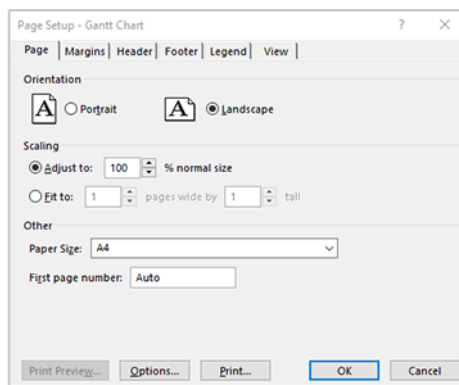 Page Setup - Gantt Chart ? ×
Page Margins Header Footer Legend View
Orientation
A Portrait A Landscape
Scaling
Adjust to: 100 % normal size
Fit to: 1 pages wide by 1 tall
Other
Paper Size: A4
First page number: Auto
Print Preview... Options... Print... OK Cancel